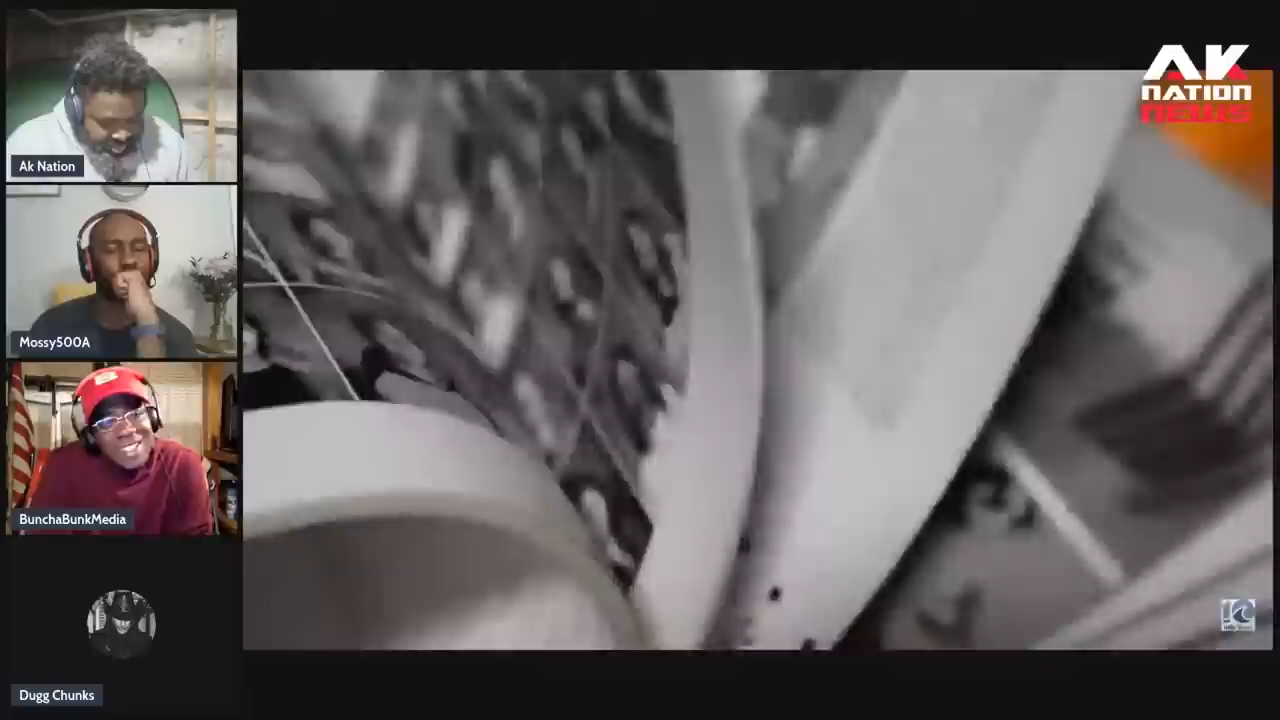 Ak Nation
Mossy500A
BunchaBunkMedia
Dugg Chunks
AK
NATION
NEWS